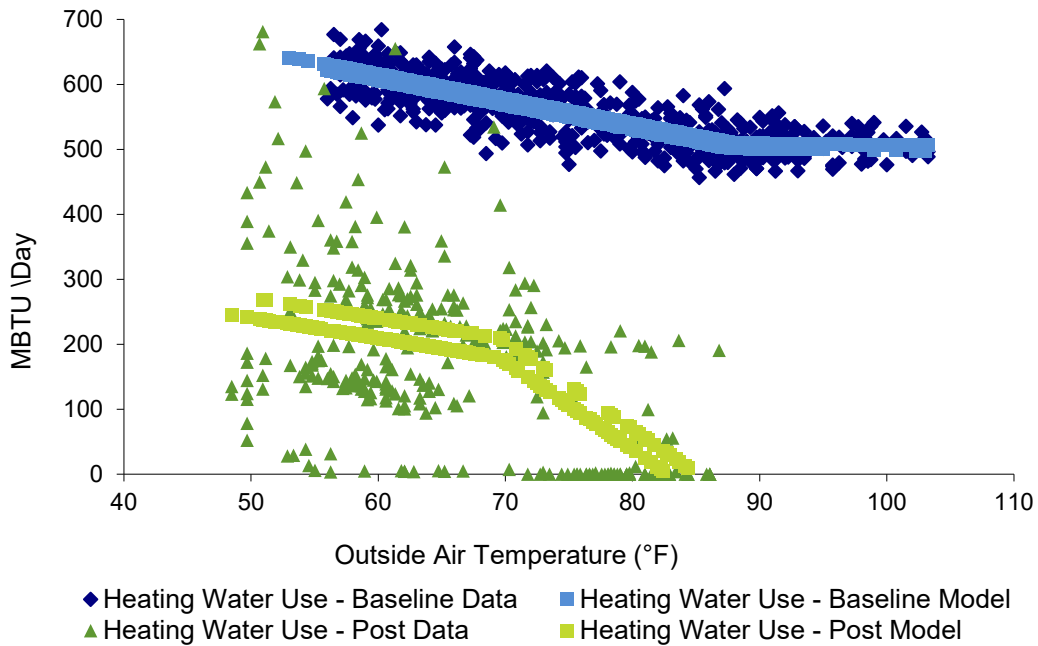 700
600
500
400
300
200
100
0
MBTU \Day
40 50 60 70 80 90 100 110
Outside Air Temperature (°F)
Heating Water Use - Baseline Data Heating Water Use - Baseline Model
Heating Water Use - Post Data Heating Water Use - Post Model